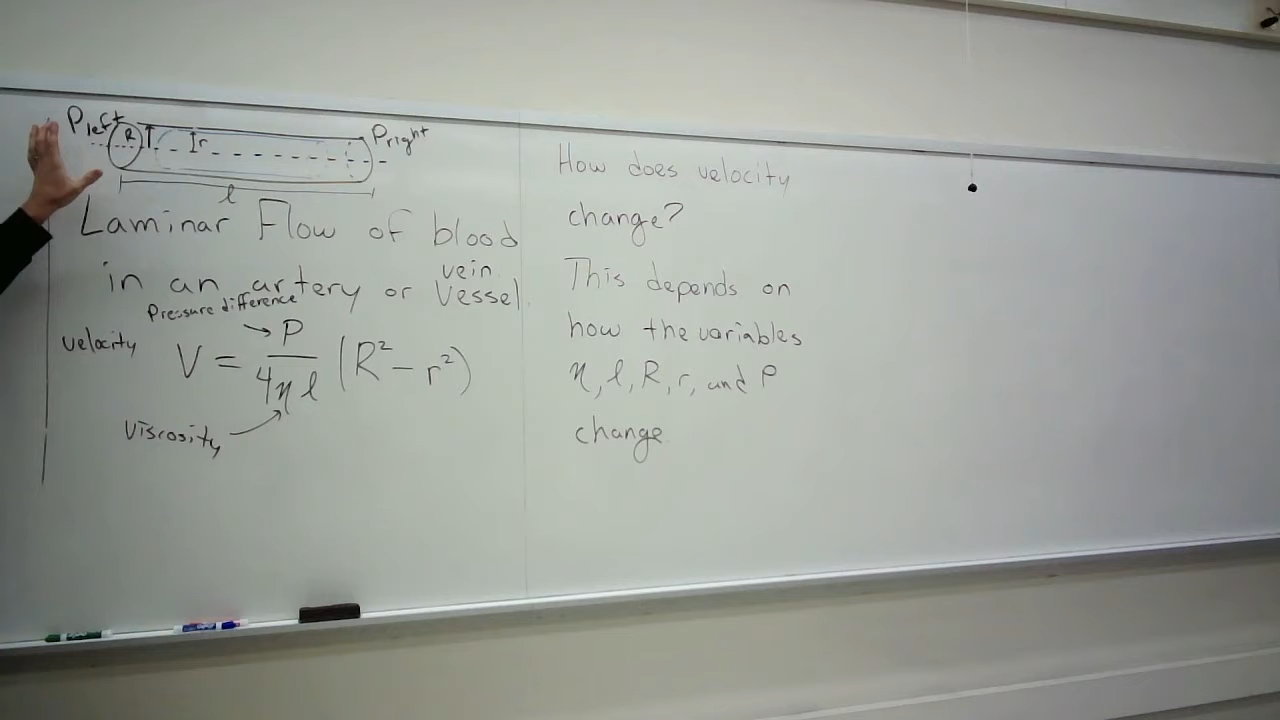 Pleft R r Pright
l
Laminar Flow of blood
in an artery or vein
Vessel
Pressure difference
velocity V = P / 4ηl (R² − r²)
Viscosity
How does velocity
change?
This depends on
how the variables
η, l, R, r, and P
change